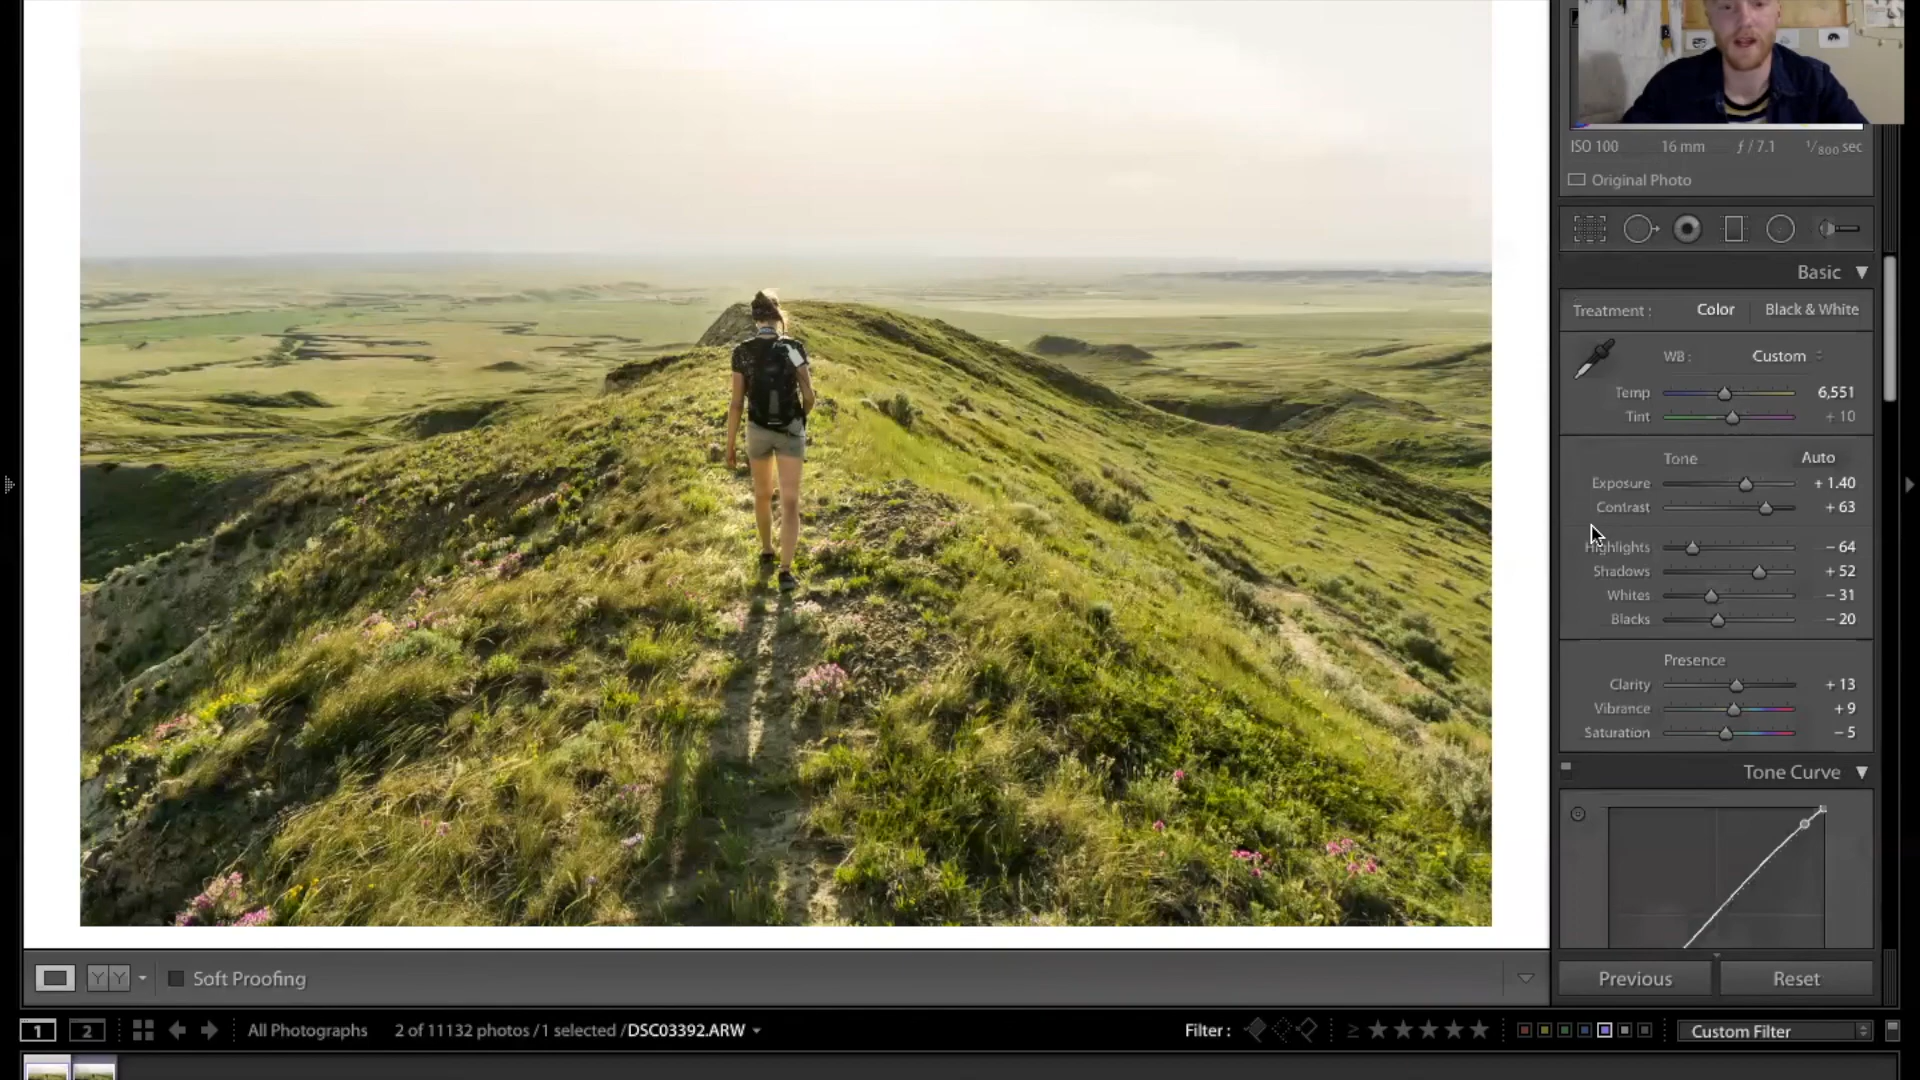 ISO 100 16 mm ƒ / 7.1 1/800 sec
Original Photo
Basic
Treatment : Color Black & White
WB : Custom
Temp 6,551
Tint + 10
Tone Auto
Exposure + 1.40
Contrast + 63
Highlights − 64
Shadows + 52
Whites − 31
Blacks − 20
Presence
Clarity + 13
Vibrance + 9
Saturation − 5
Tone Curve
Y Y Soft Proofing
Previous Reset
1 2 All Photographs 2 of 11132 photos / 1 selected / DSC03392.ARW Filter : ≥ ★★★★★ Custom Filter